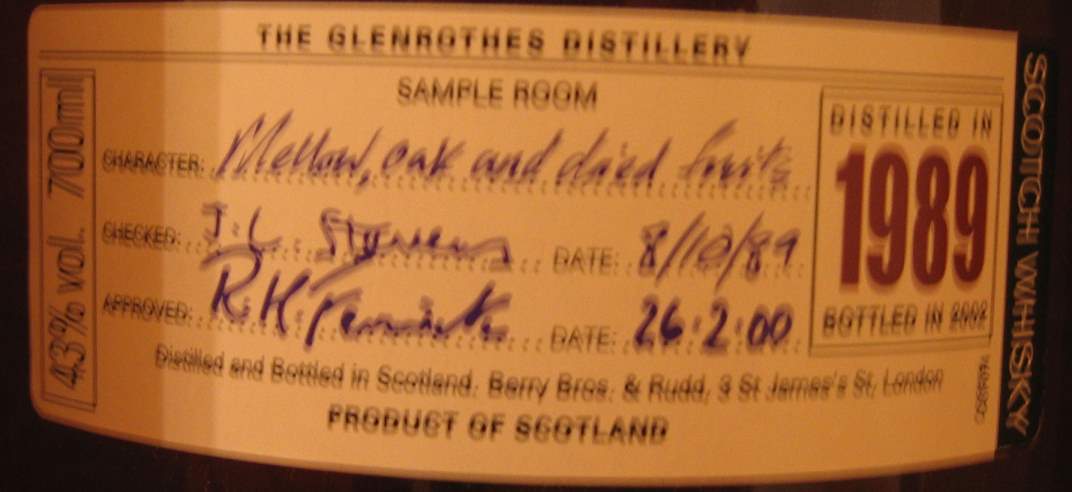 THE GLENROTHES DISTILLERY
SAMPLE ROOM
CHARACTER: Mellow, oak and dried fruits
CHECKED: J.L. Stevens DATE: 8/10/89
APPROVED: R.H. DATE: 26.2.00
Distilled and Bottled in Scotland. Berry Bros. & Rudd, 3 St James's St, London
PRODUCT OF SCOTLAND
43% vol. 700ml
DISTILLED IN
1989
BOTTLED IN 2002
SCOTCH WHISKY